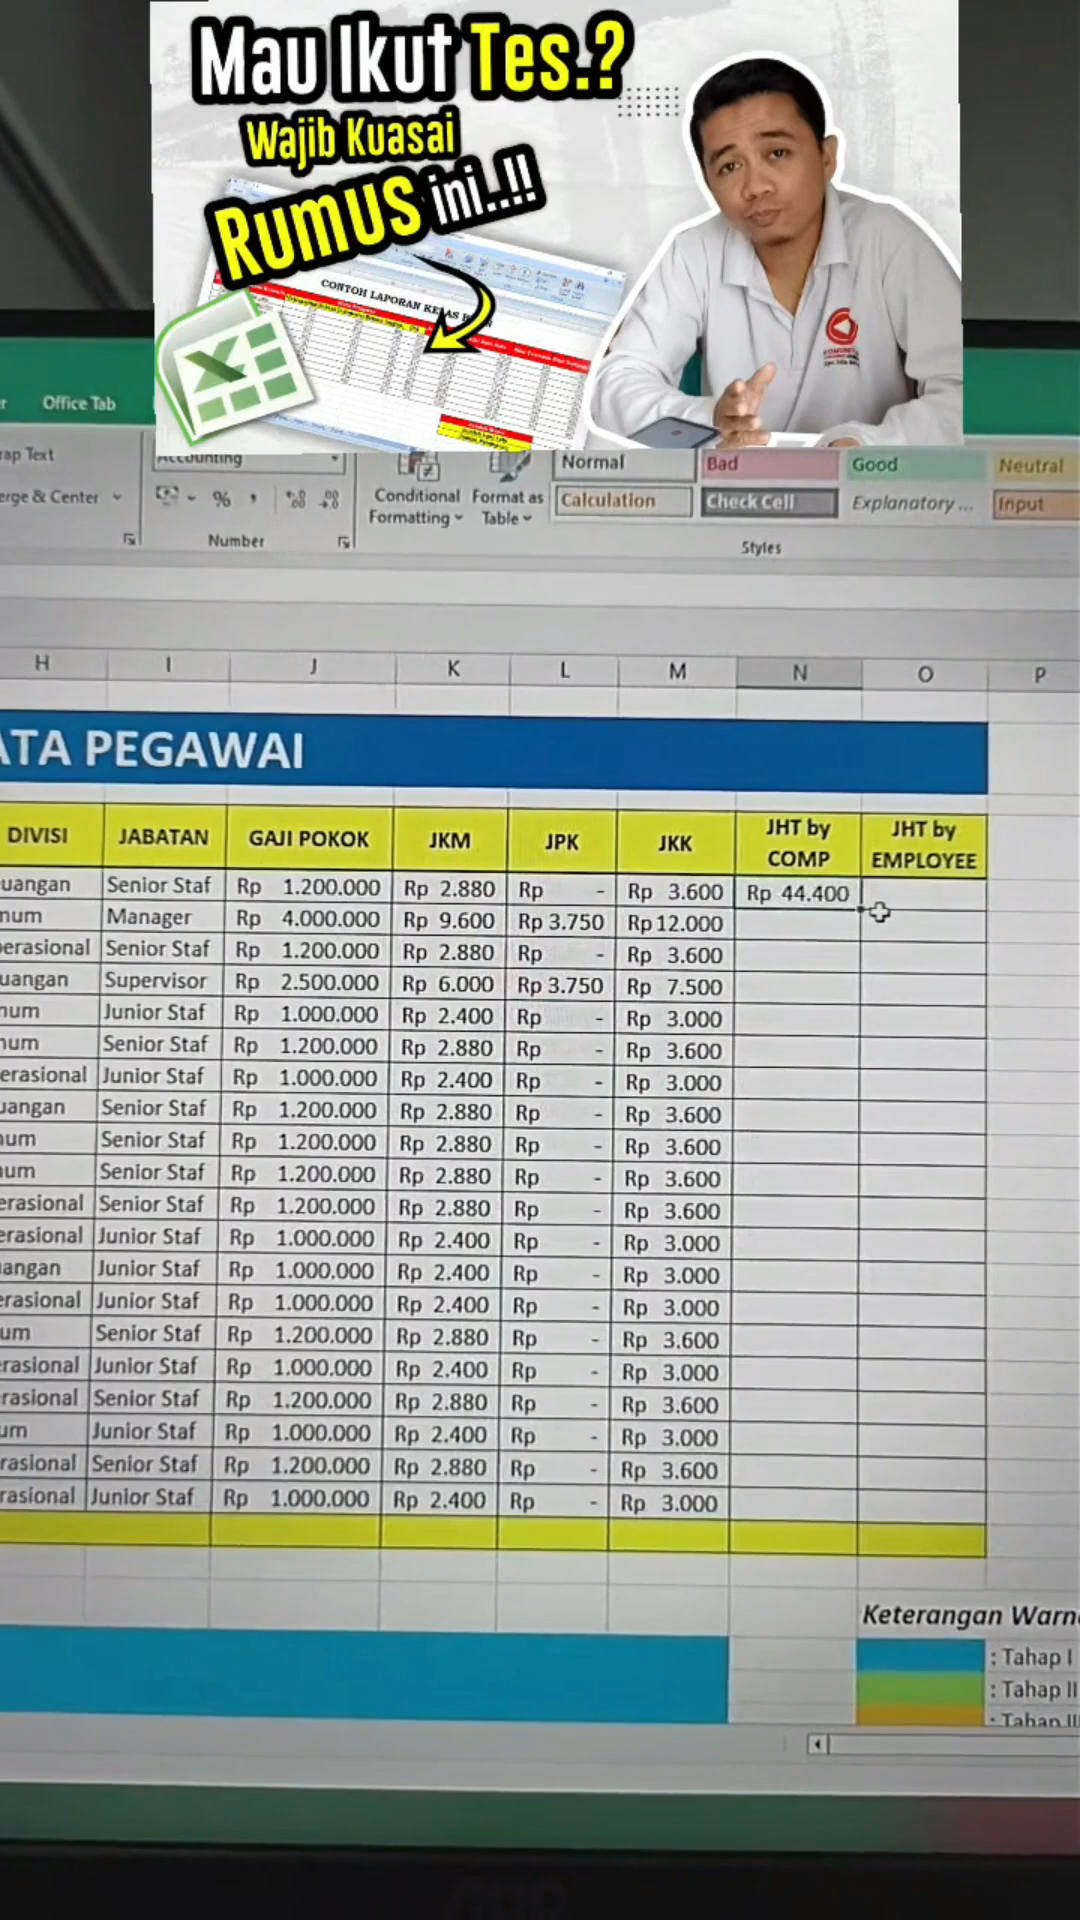 Mau Ikut Tes.?
Wajib Kuasai
Rumus ini..!!
CONTOH LAPORAN
Office Tab
Accounting
Normal Bad Good Neutral
Calculation Check Cell Explanatory ... Input
erge & Center % Conditional Format as
Formatting Table
Number Styles
H I J K L M N O P
ATA PEGAWAI
DIVISI JABATAN GAJI POKOK JKM JPK JKK JHT by COMP JHT by EMPLOYEE
uangan Senior Staf Rp 1.200.000 Rp 2.880 Rp - Rp 3.600 Rp 44.400
num Manager Rp 4.000.000 Rp 9.600 Rp 3.750 Rp 12.000
perasional Senior Staf Rp 1.200.000 Rp 2.880 Rp - Rp 3.600
uangan Supervisor Rp 2.500.000 Rp 6.000 Rp 3.750 Rp 7.500
num Junior Staf Rp 1.000.000 Rp 2.400 Rp - Rp 3.000
num Senior Staf Rp 1.200.000 Rp 2.880 Rp - Rp 3.600
erasional Junior Staf Rp 1.000.000 Rp 2.400 Rp - Rp 3.000
uangan Senior Staf Rp 1.200.000 Rp 2.880 Rp - Rp 3.600
num Senior Staf Rp 1.200.000 Rp 2.880 Rp - Rp 3.600
num Senior Staf Rp 1.200.000 Rp 2.880 Rp - Rp 3.600
erasional Senior Staf Rp 1.200.000 Rp 2.880 Rp - Rp 3.600
erasional Junior Staf Rp 1.000.000 Rp 2.400 Rp - Rp 3.000
angan Junior Staf Rp 1.000.000 Rp 2.400 Rp - Rp 3.000
erasional Junior Staf Rp 1.000.000 Rp 2.400 Rp - Rp 3.000
um Senior Staf Rp 1.200.000 Rp 2.880 Rp - Rp 3.600
erasional Junior Staf Rp 1.000.000 Rp 2.400 Rp - Rp 3.000
erasional Senior Staf Rp 1.200.000 Rp 2.880 Rp - Rp 3.600
um Junior Staf Rp 1.000.000 Rp 2.400 Rp - Rp 3.000
rasional Senior Staf Rp 1.200.000 Rp 2.880 Rp - Rp 3.600
rasional Junior Staf Rp 1.000.000 Rp 2.400 Rp - Rp 3.000
Keterangan Warn
: Tahap I
: Tahap II
: Tahap III